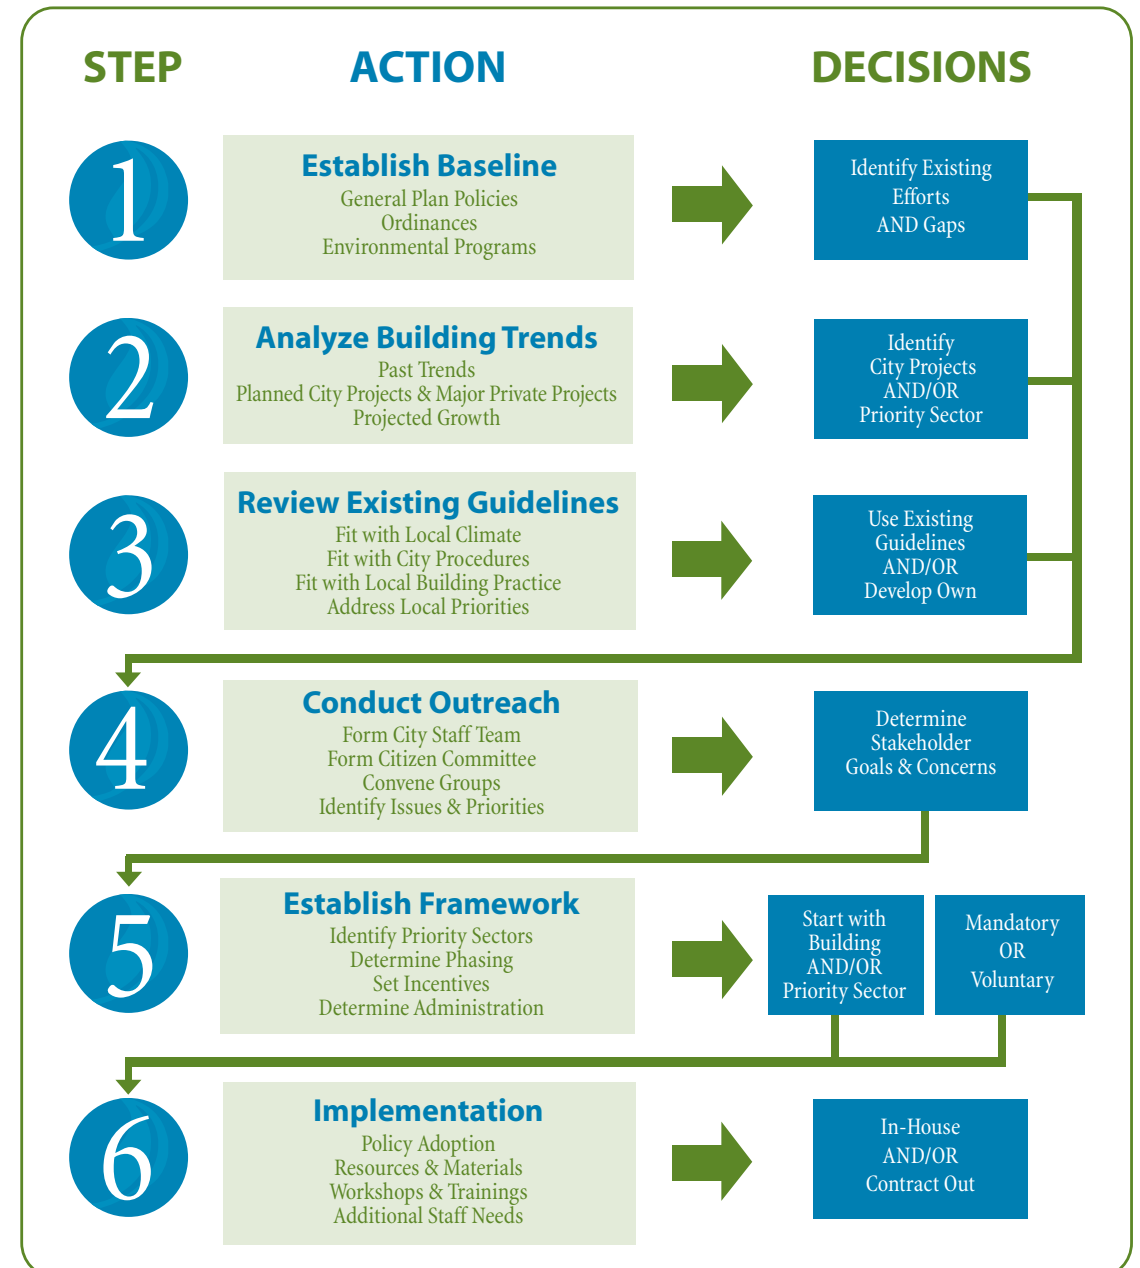 STEP ACTION DECISIONS
1
Establish Baseline
General Plan Policies
Ordinances
Environmental Programs
Identify Existing
Efforts
AND Gaps
2
Analyze Building Trends
Past Trends
Planned City Projects & Major Private Projects
Projected Growth
Identify
City Projects
AND/OR
Priority Sector
3
Review Existing Guidelines
Fit with Local Climate
Fit with City Procedures
Fit with Local Building Practice
Address Local Priorities
Use Existing
Guidelines
AND/OR
Develop Own
4
Conduct Outreach
Form City Staff Team
Form Citizen Committee
Convene Groups
Identify Issues & Priorities
Determine
Stakeholder
Goals & Concerns
5
Establish Framework
Identify Priority Sectors
Determine Phasing
Set Incentives
Determine Administration
Start with
Building
AND/OR
Priority Sector
Mandatory
OR
Voluntary
6
Implementation
Policy Adoption
Resources & Materials
Workshops & Trainings
Additional Staff Needs
In-House
AND/OR
Contract Out